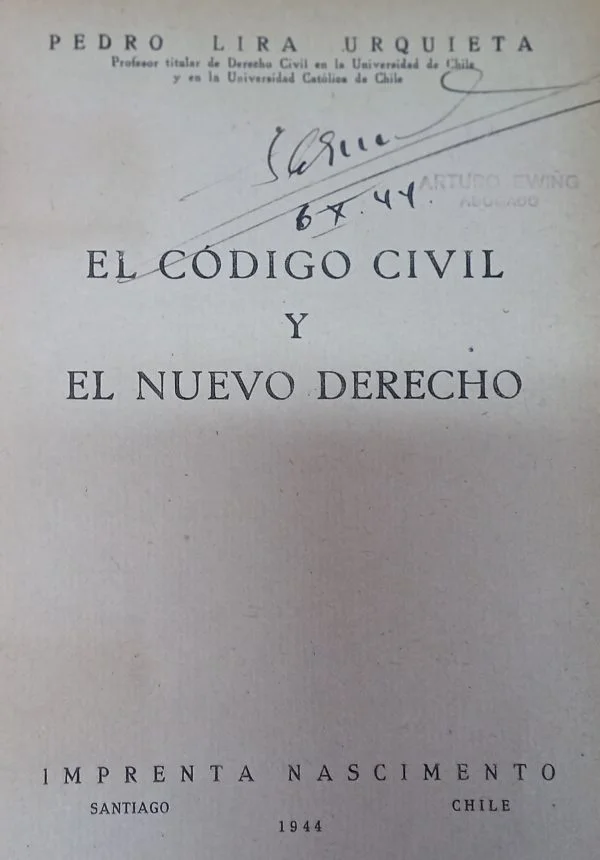 PEDRO LIRA URQUIETA
Profesor titular de Derecho Civil en la Universidad de Chile
y en la Universidad Católica de Chile
ARTURO EWING
ABOGADO
6 X. 44.
EL CÓDIGO CIVIL
Y
EL NUEVO DERECHO
IMPRENTA NASCIMENTO
SANTIAGO CHILE
1944